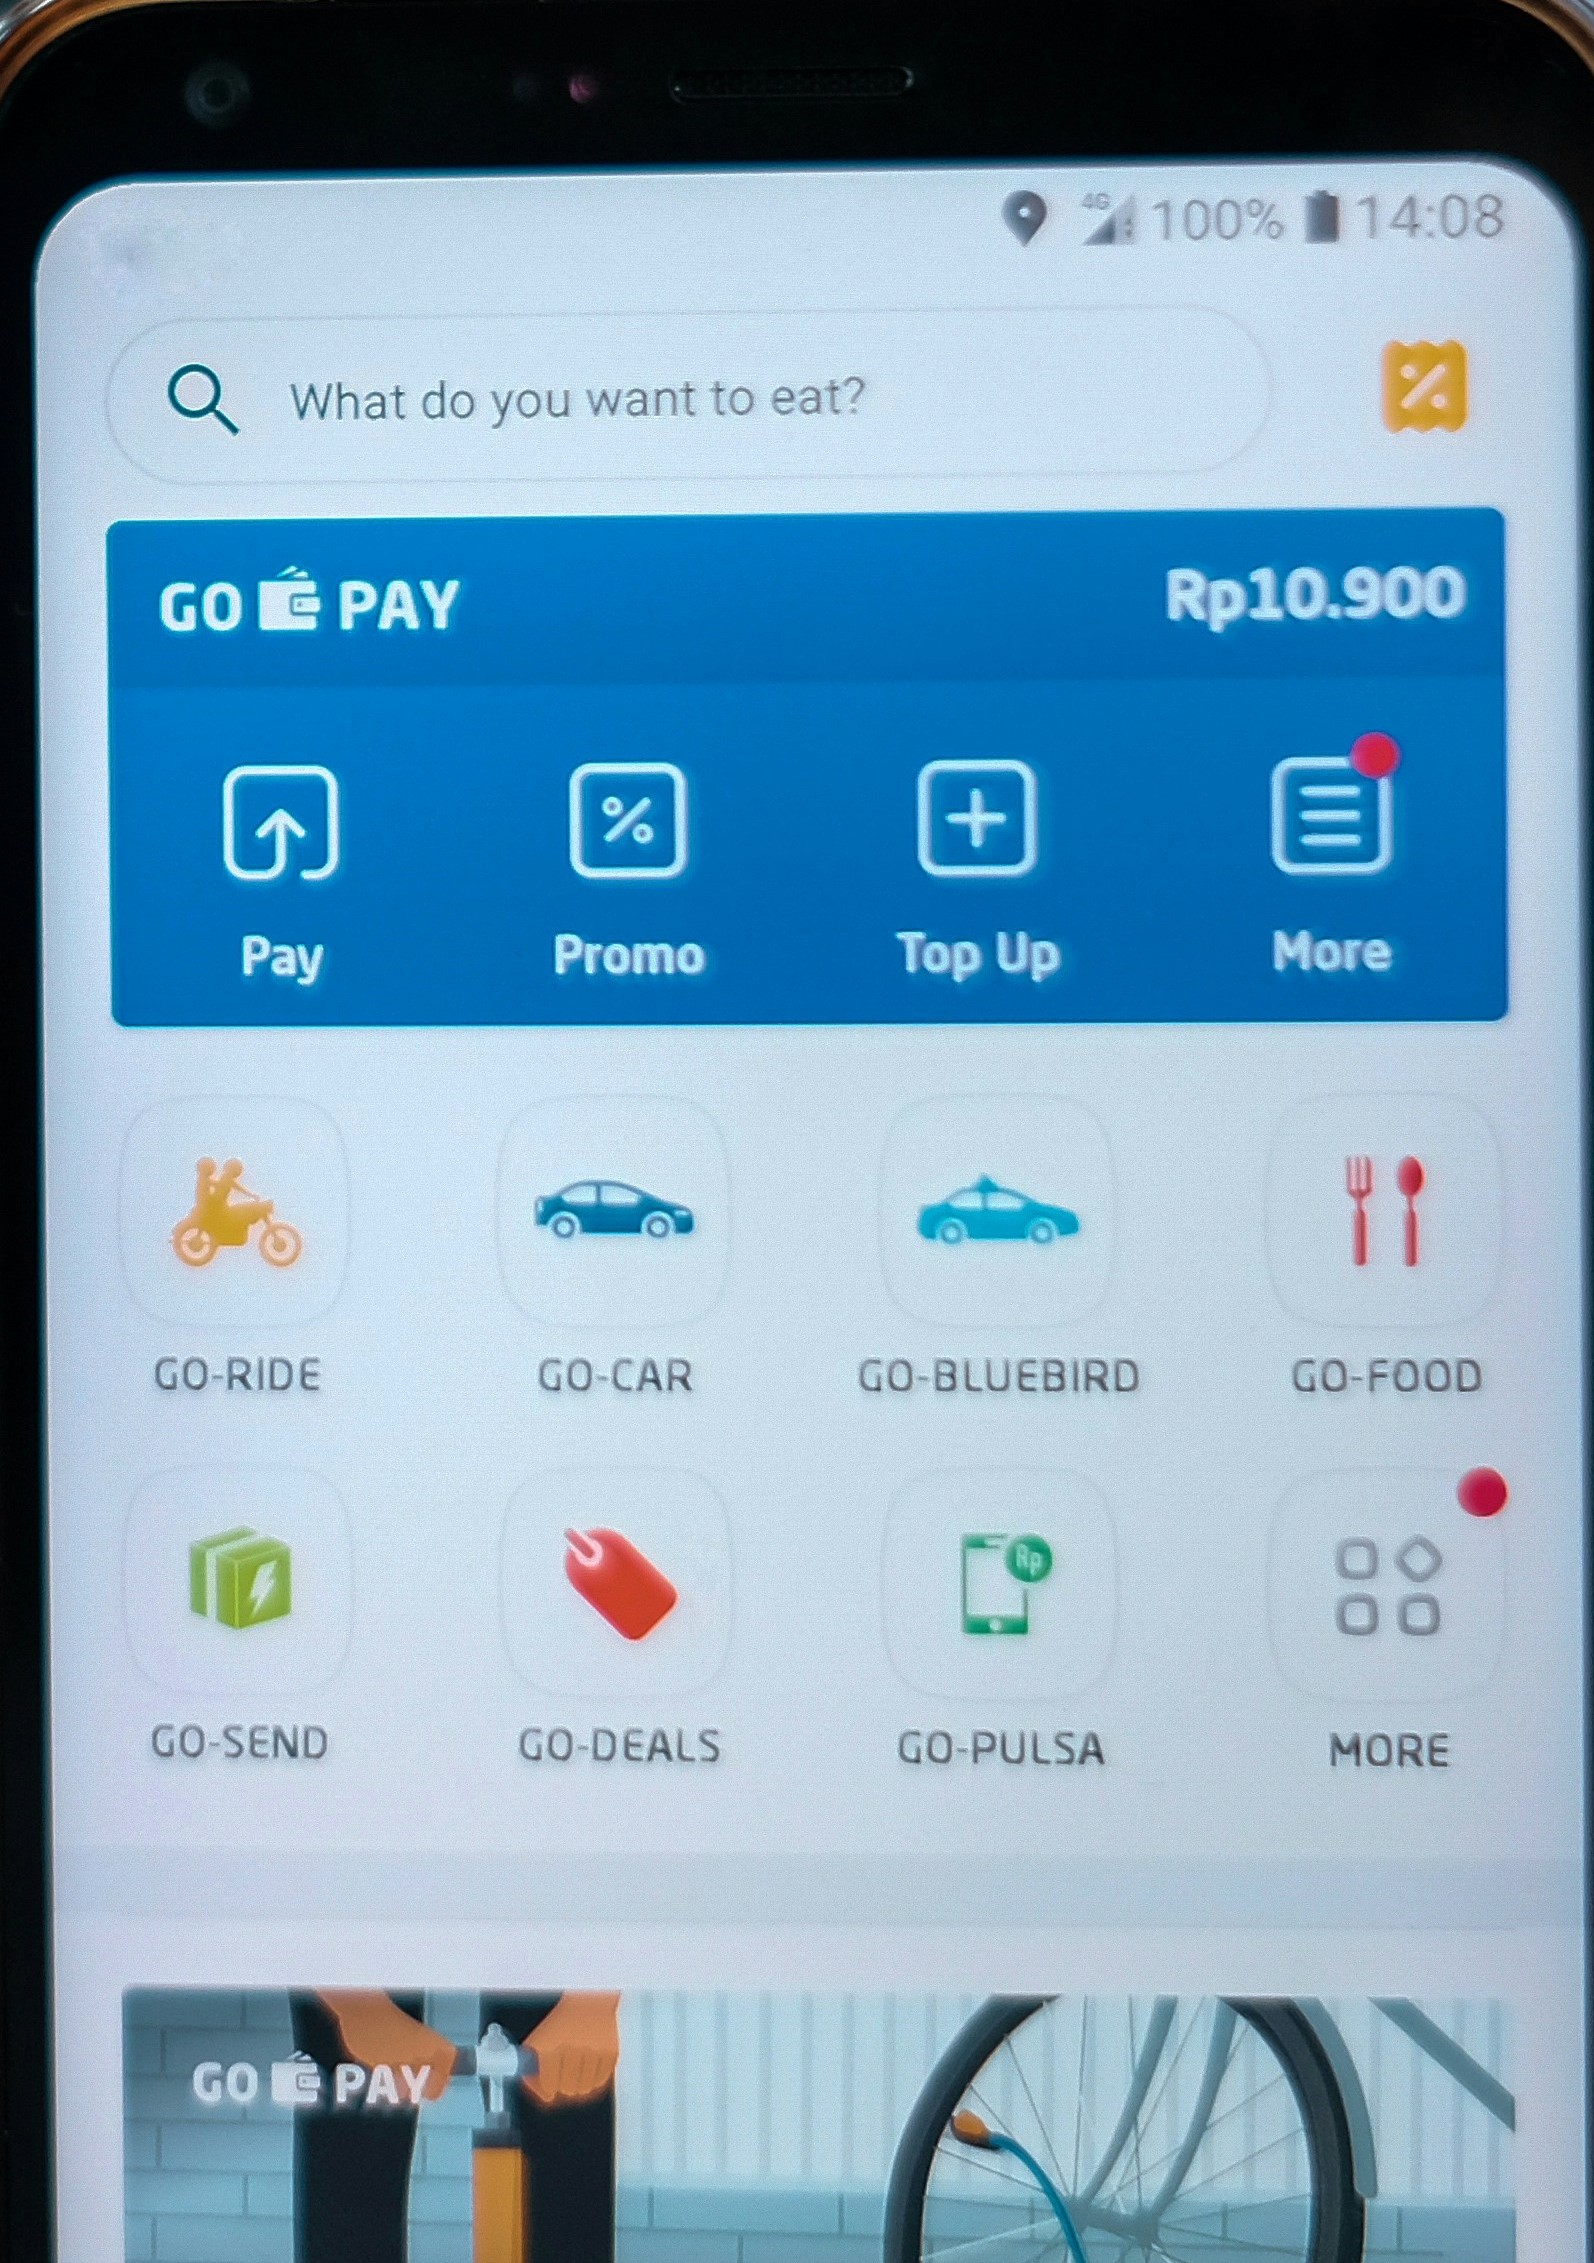 4G 100% 14:08
What do you want to eat?
GO PAY Rp10.900
Pay Promo Top Up More
GO-RIDE GO-CAR GO-BLUEBIRD GO-FOOD
Rp
GO-SEND GO-DEALS GO-PULSA MORE
GO PAY